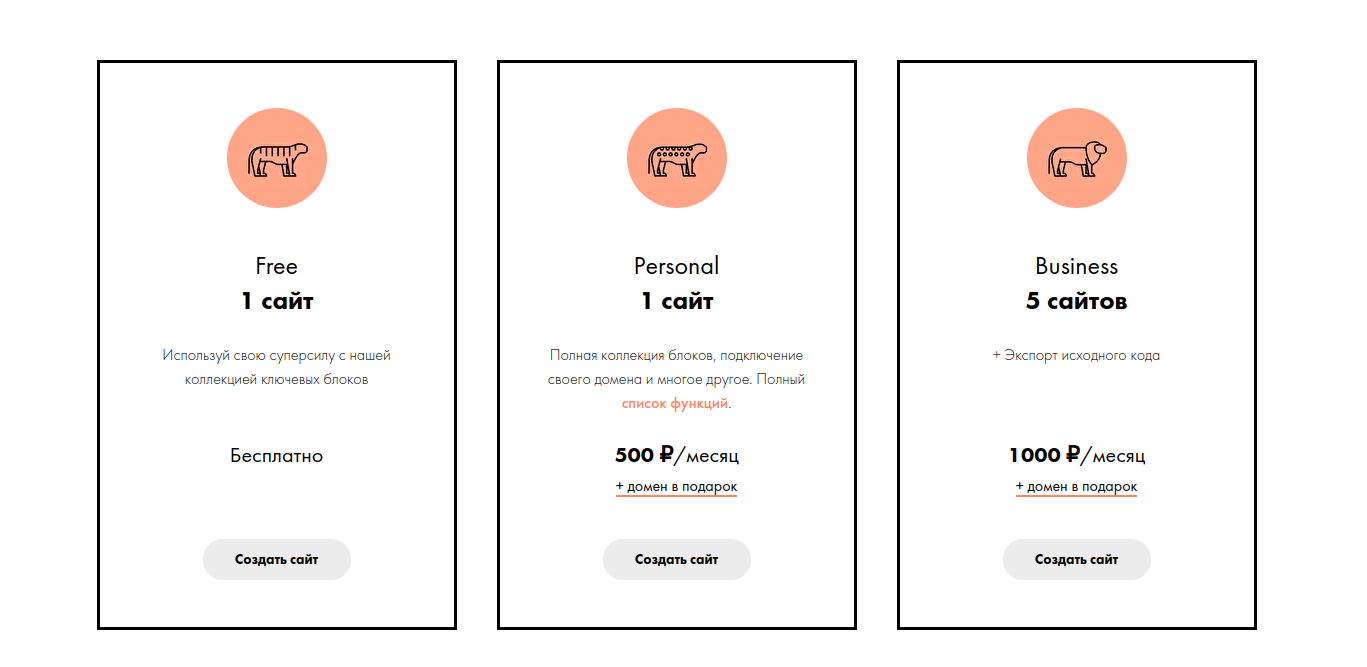 Free
1 сайт
Используй свою суперсилу с нашей
коллекцией ключевых блоков
Бесплатно
Создать сайт
Personal
1 сайт
Полная коллекция блоков, подключение
своего домена и многое другое. Полный
список функций.
500 ₽/месяц
+ домен в подарок
Создать сайт
Business
5 сайтов
+ Экспорт исходного кода
1000 ₽/месяц
+ домен в подарок
Создать сайт